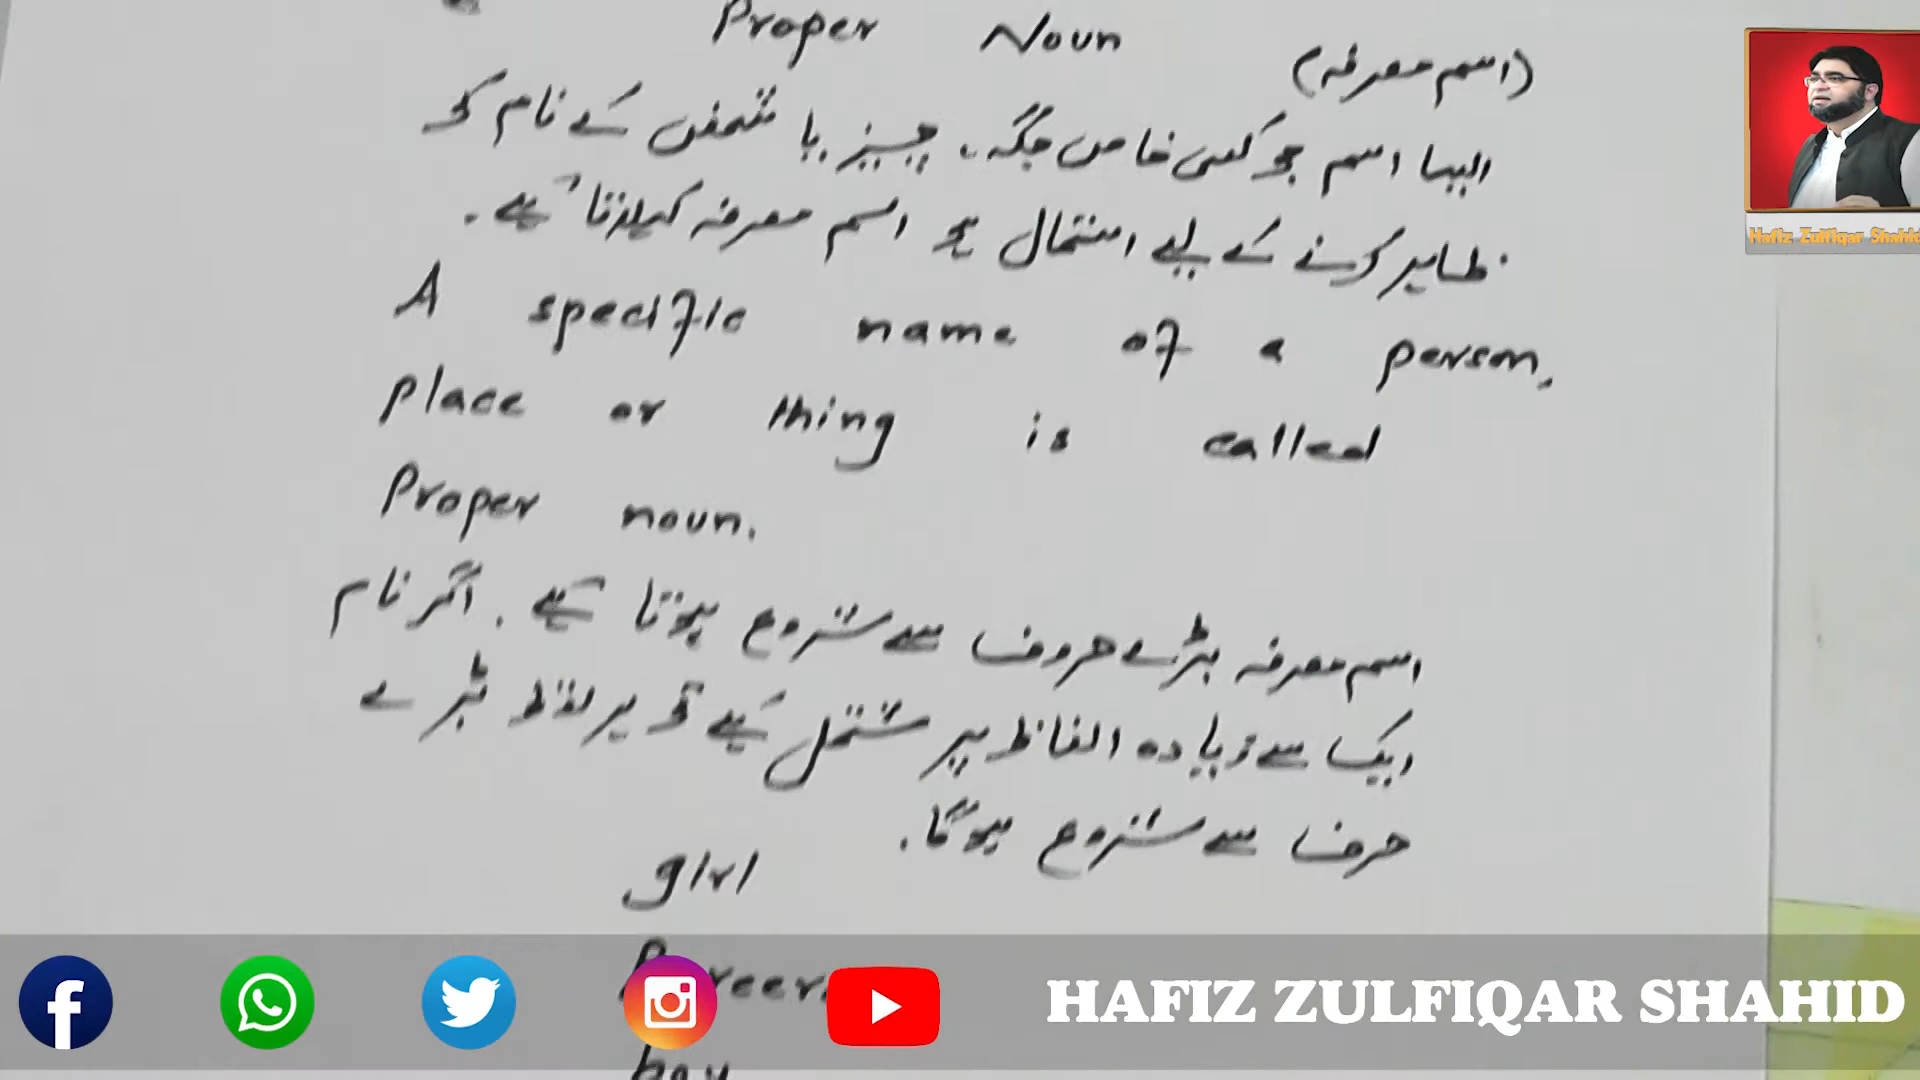 Proper Noun
(اسم معرفہ)
ایسا اسم جو کسی خاص جگہ، چیز یا شخص کے نام کو
ظاہر کرنے کے لیے استعمال ہو اسم معرفہ کہلاتا ہے۔
A specific name of a person,
place or thing is called
Proper noun.
اسم معرفہ بڑے حروف سے شروع ہوتا ہے۔ اگر نام
ایک سے زیادہ الفاظ پر مشتمل ہے تو ہر لفظ بڑے
حرف سے شروع ہوگا۔
girl
boy
Hafiz Zulfiqar Shahid
HAFIZ ZULFIQAR SHAHID